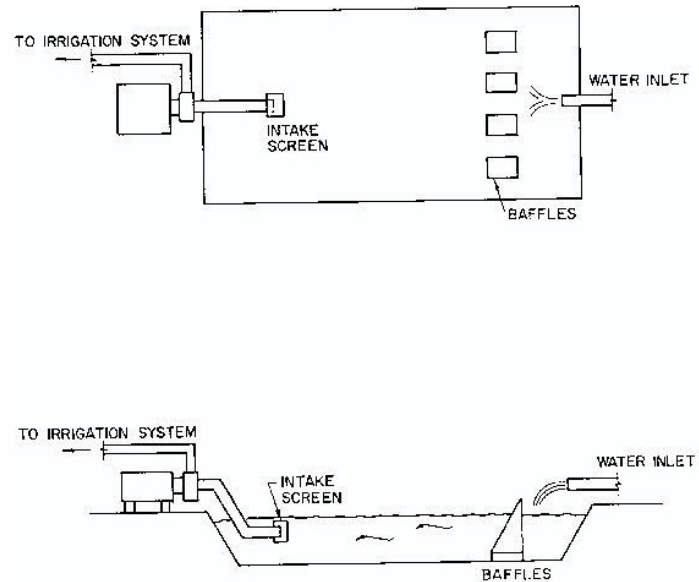 TO IRRIGATION SYSTEM
WATER INLET
INTAKE
SCREEN
BAFFLES
TO IRRIGATION SYSTEM
WATER INLET
INTAKE
SCREEN
BAFFLES